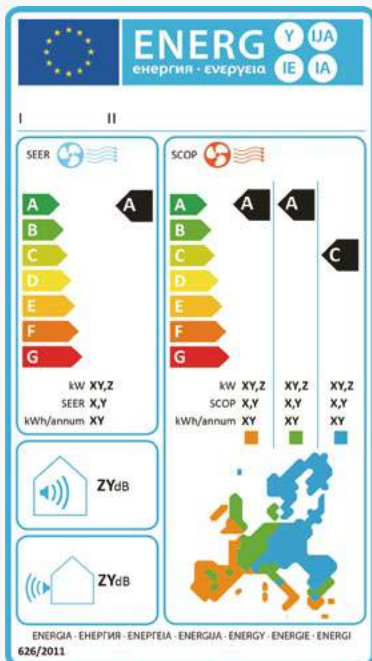 ENERG Y IJA
енергия · ενεργεια IE IA
I II
SEER SCOP
A A A A A
B B
C C C
D D
E E
F F
G G
kW XY,Z kW XY,Z XY,Z XY,Z
SEER X,Y SCOP X,Y X,Y X,Y
kWh/annum XY kWh/annum XY XY XY
ZYdB
ZYdB
ENERGIA · ЕНЕРГИЯ · ΕΝΕΡΓΕΙΑ · ENERGIJA · ENERGY · ENERGIE · ENERGI
626/2011